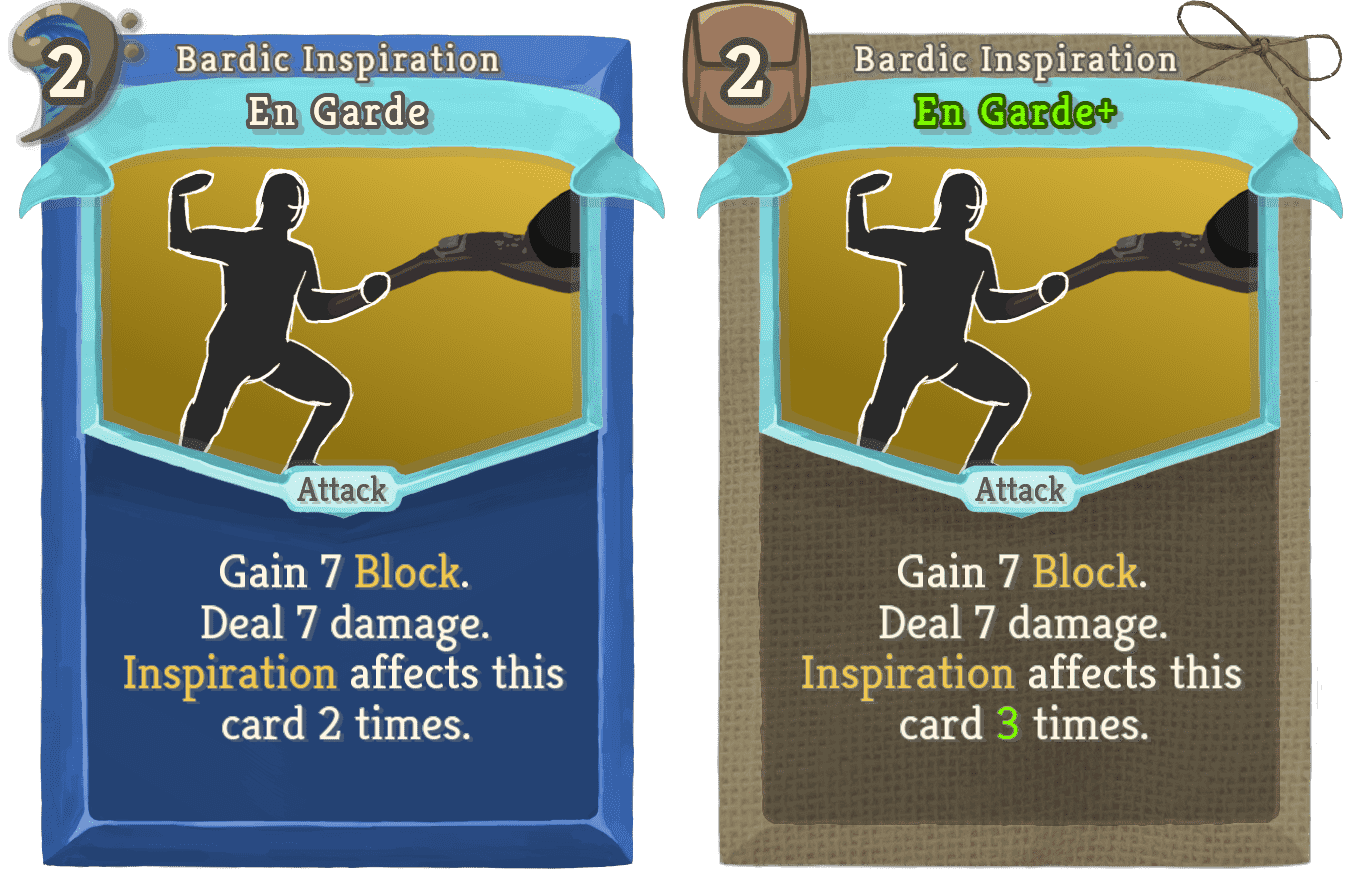 2
Bardic Inspiration
En Garde
Attack
Gain 7 Block.
Deal 7 damage.
Inspiration affects this
card 2 times.
2
Bardic Inspiration
En Garde+
Attack
Gain 7 Block.
Deal 7 damage.
Inspiration affects this
card 3 times.